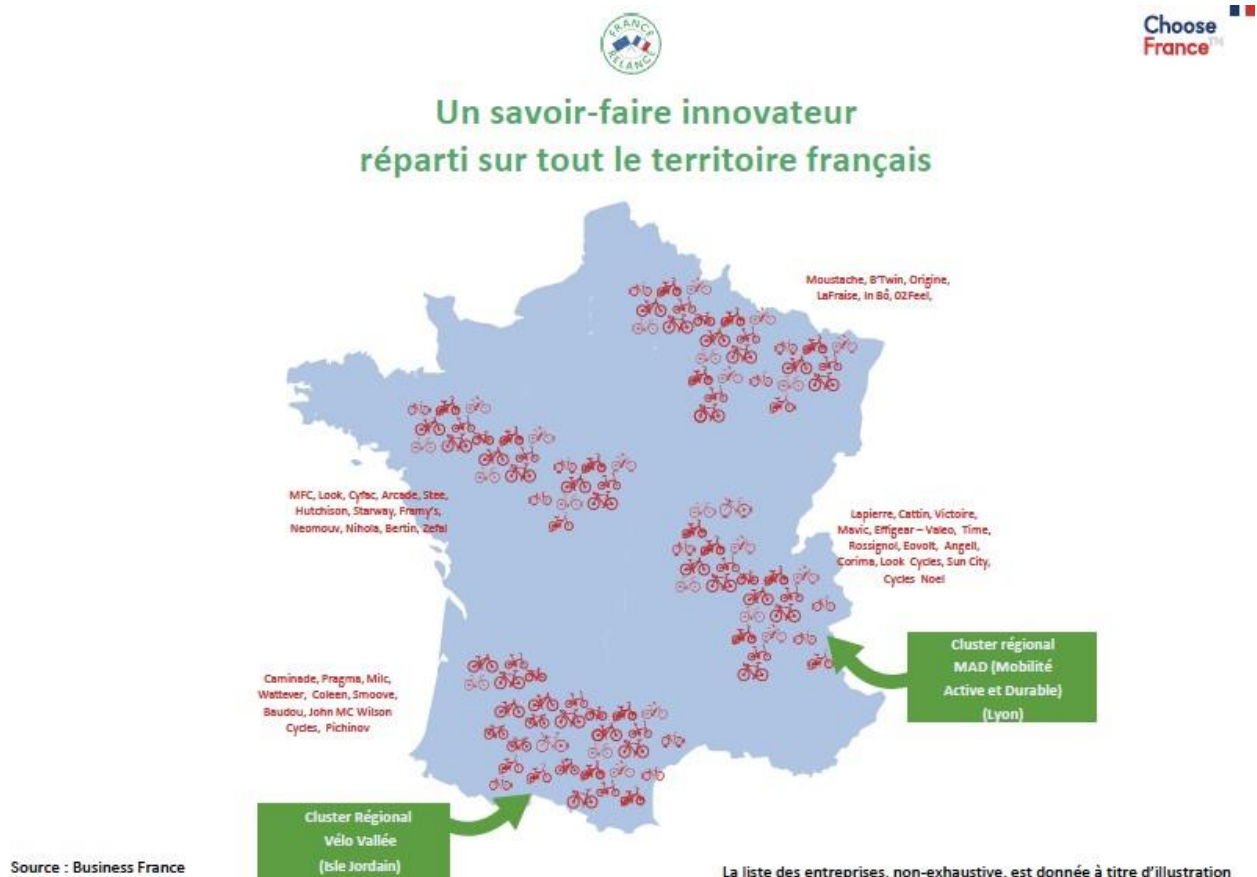 FRANCE
RELANCE
Choose
France™
Un savoir-faire innovateur
réparti sur tout le territoire français
Moustache, B'Twin, Origine,
LaFraise, In Bô, 02Feel,
MFC, Look, Cyfac, Arcade, Stee,
Hutchison, Starway, Framy's,
Neomouv, Nihola, Bertin, Zefal
Lapierre, Cattin, Victoire,
Mavic, Effigear – Valeo, Time,
Rossignol, Eovolt, Angell,
Corima, Look Cycles, Sun City,
Cycles Noel
Cluster régional
MAD (Mobilité
Active et Durable)
(Lyon)
Caminade, Pragma, Milc,
Wattever, Coleen, Smoove,
Baudou, John MC Wilson
Cycles, Pichinov
Cluster Régional
Vélo Vallée
(Isle Jordain)
Source : Business France
La liste des entreprises, non-exhaustive, est donnée à titre d'illustration